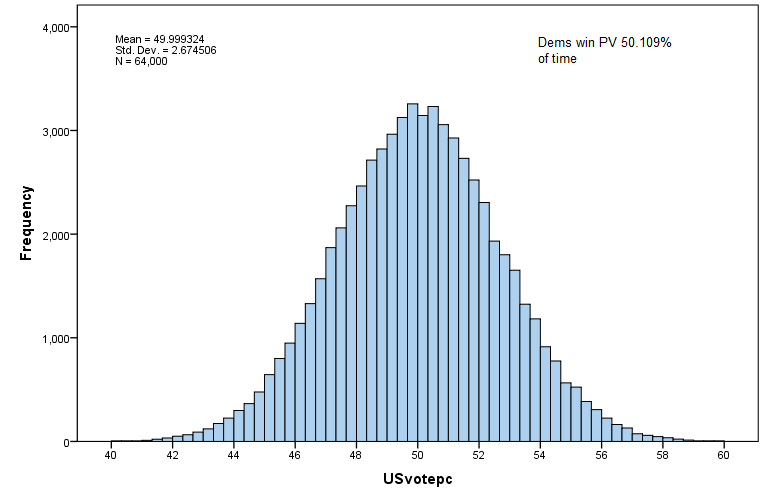 4,000
Mean = 49.999324
Std. Dev. = 2.674506
N = 64,000
Dems win PV 50.109%
of time
3,000
2,000
1,000
0
Frequency
40 42 44 46 48 50 52 54 56 58 60
USvotepc